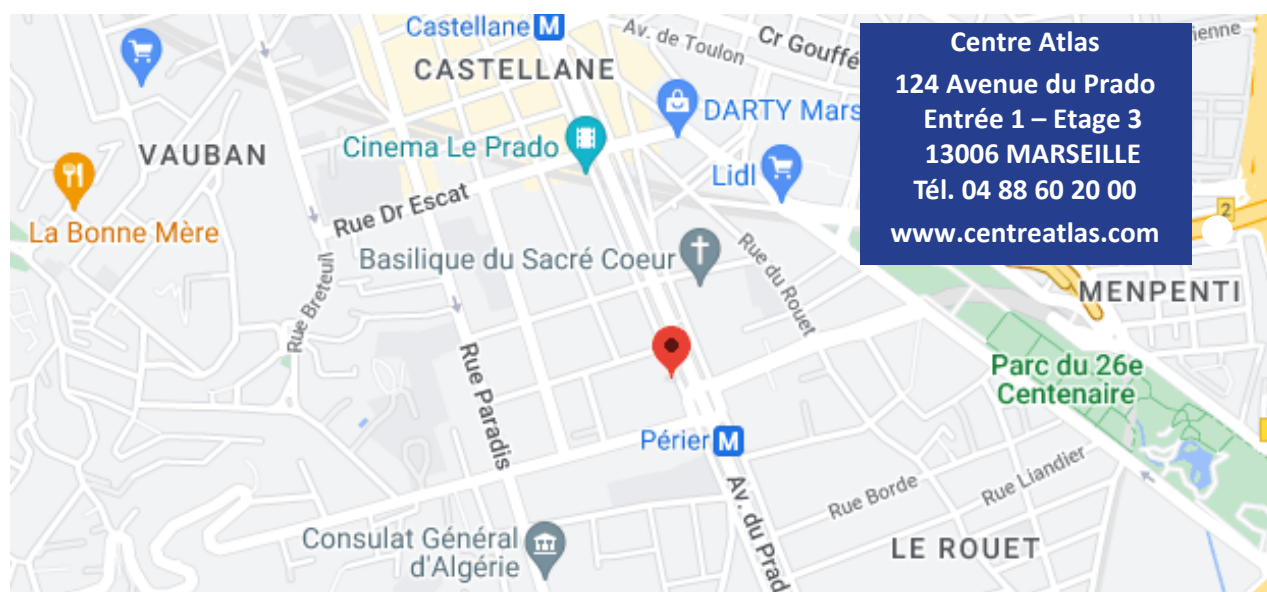 Castellane M
Av. de Toulon
Cr Gouffé
ienne
CASTELLANE
Centre Atlas
124 Avenue du Prado
Entrée 1 – Etage 3
13006 MARSEILLE
Tél. 04 88 60 20 00
www.centreatlas.com
DARTY Mars
VAUBAN
Cinema Le Prado
Lidl
Rue Dr Escat
La Bonne Mère
2
Basilique du Sacré Coeur
Rue du Rouet
MENPENTI
Rue Breteuil
Rue Paradis
Parc du 26e
Centenaire
Périer M
Av. du Prad
Rue Borde
Rue Liandier
Consulat Général
d'Algérie
LE ROUET